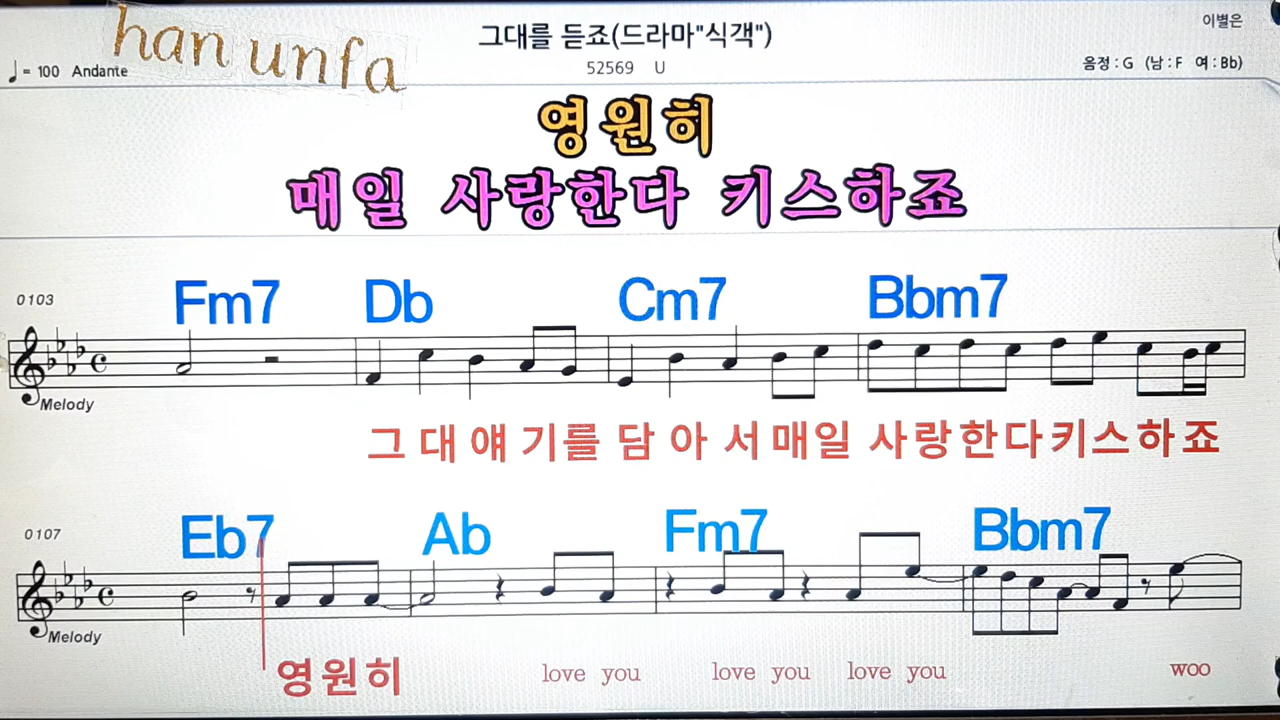 han unfa
그대를 듣죠(드라마"식객")
이별은
♩= 100 Andante
52569 U
음정 : G (남 : F 여 : Bb)
영원히
매일 사랑한다 키스하죠
0103
Fm7 Db Cm7 Bbm7
Melody
그 대 얘 기를 담 아 서 매일 사랑한다키스하죠
0107
Eb7 Ab Fm7 Bbm7
Melody
영원히 love you love you love you woo